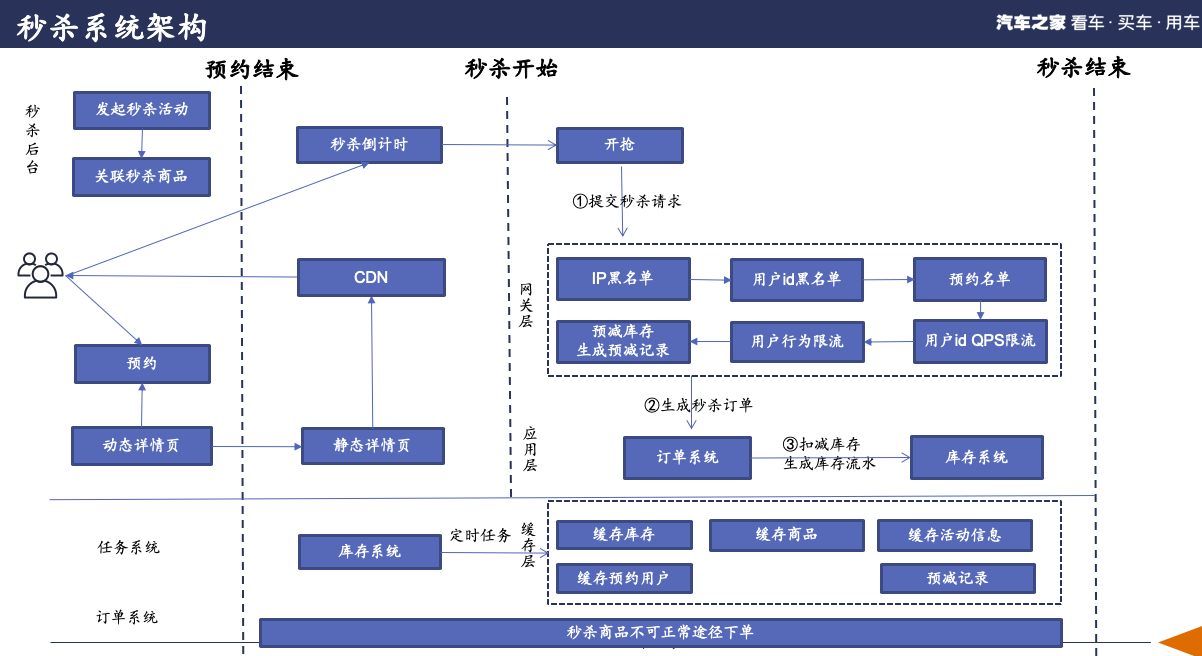 秒杀系统架构
汽车之家 看车·买车·用车
预约结束
秒杀开始
秒杀结束
秒杀后台
发起秒杀活动
关联秒杀商品
秒杀倒计时
开抢
①提交秒杀请求
CDN
网关层
IP黑名单
用户id黑名单
预约名单
预减库存
生成预减记录
用户行为限流
用户id QPS限流
预约
②生成秒杀订单
动态详情页
静态详情页
应用层
订单系统
③扣减库存
生成库存流水
库存系统
任务系统
库存系统
定时任务
缓存层
缓存库存
缓存商品
缓存活动信息
缓存预约用户
预减记录
订单系统
秒杀商品不可正常途径下单